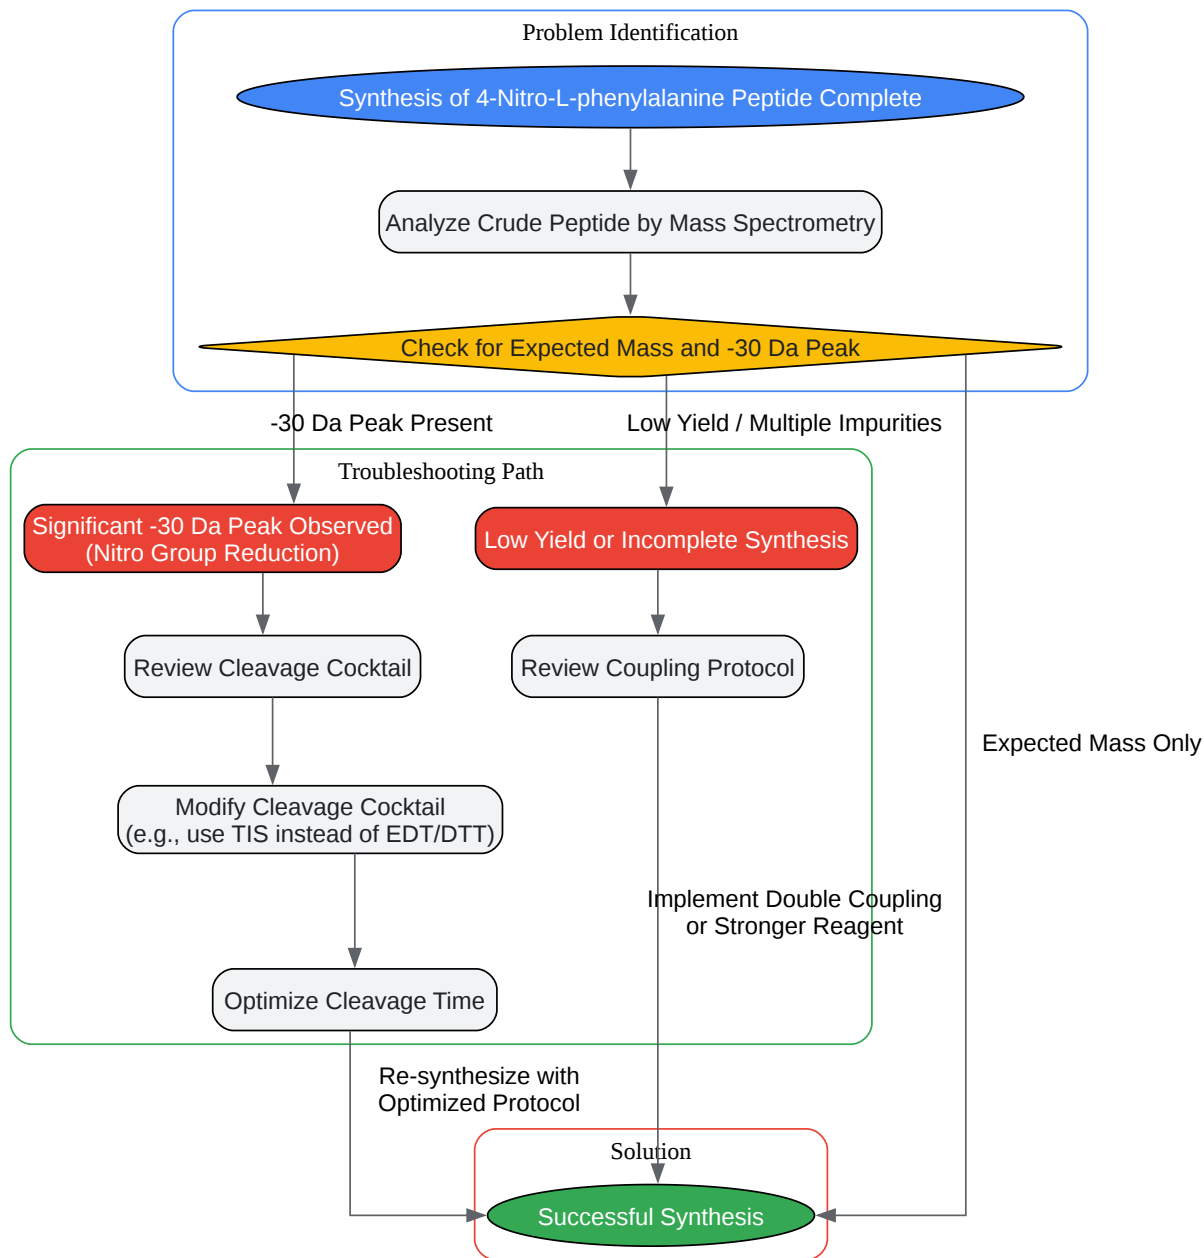 Problem Identification
Synthesis of 4-Nitro-L-phenylalanine Peptide Complete
Analyze Crude Peptide by Mass Spectrometry
Check for Expected Mass and -30 Da Peak
-30 Da Peak Present
Low Yield / Multiple Impurities
Troubleshooting Path
Significant -30 Da Peak Observed
(Nitro Group Reduction)
Low Yield or Incomplete Synthesis
Review Cleavage Cocktail
Review Coupling Protocol
Expected Mass Only
Modify Cleavage Cocktail
(e.g., use TIS instead of EDT/DTT)
Implement Double Coupling
or Stronger Reagent
Optimize Cleavage Time
Re-synthesize with
Optimized Protocol
Solution
Successful Synthesis